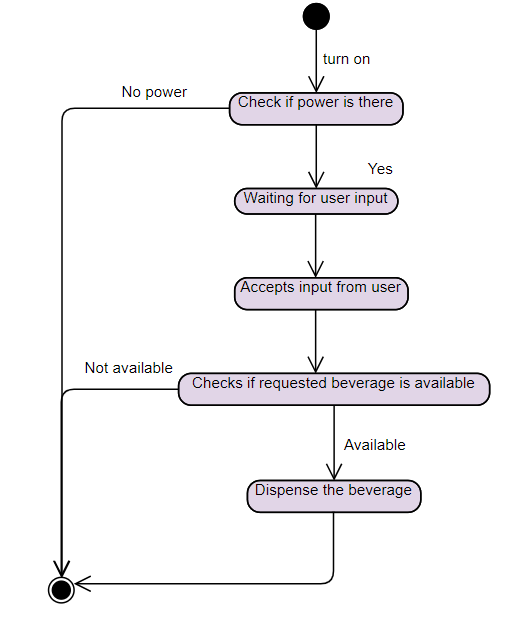 turn on
No power
Check if power is there
Yes
Waiting for user input
Accepts input from user
Not available
Checks if requested beverage is available
Available
Dispense the beverage